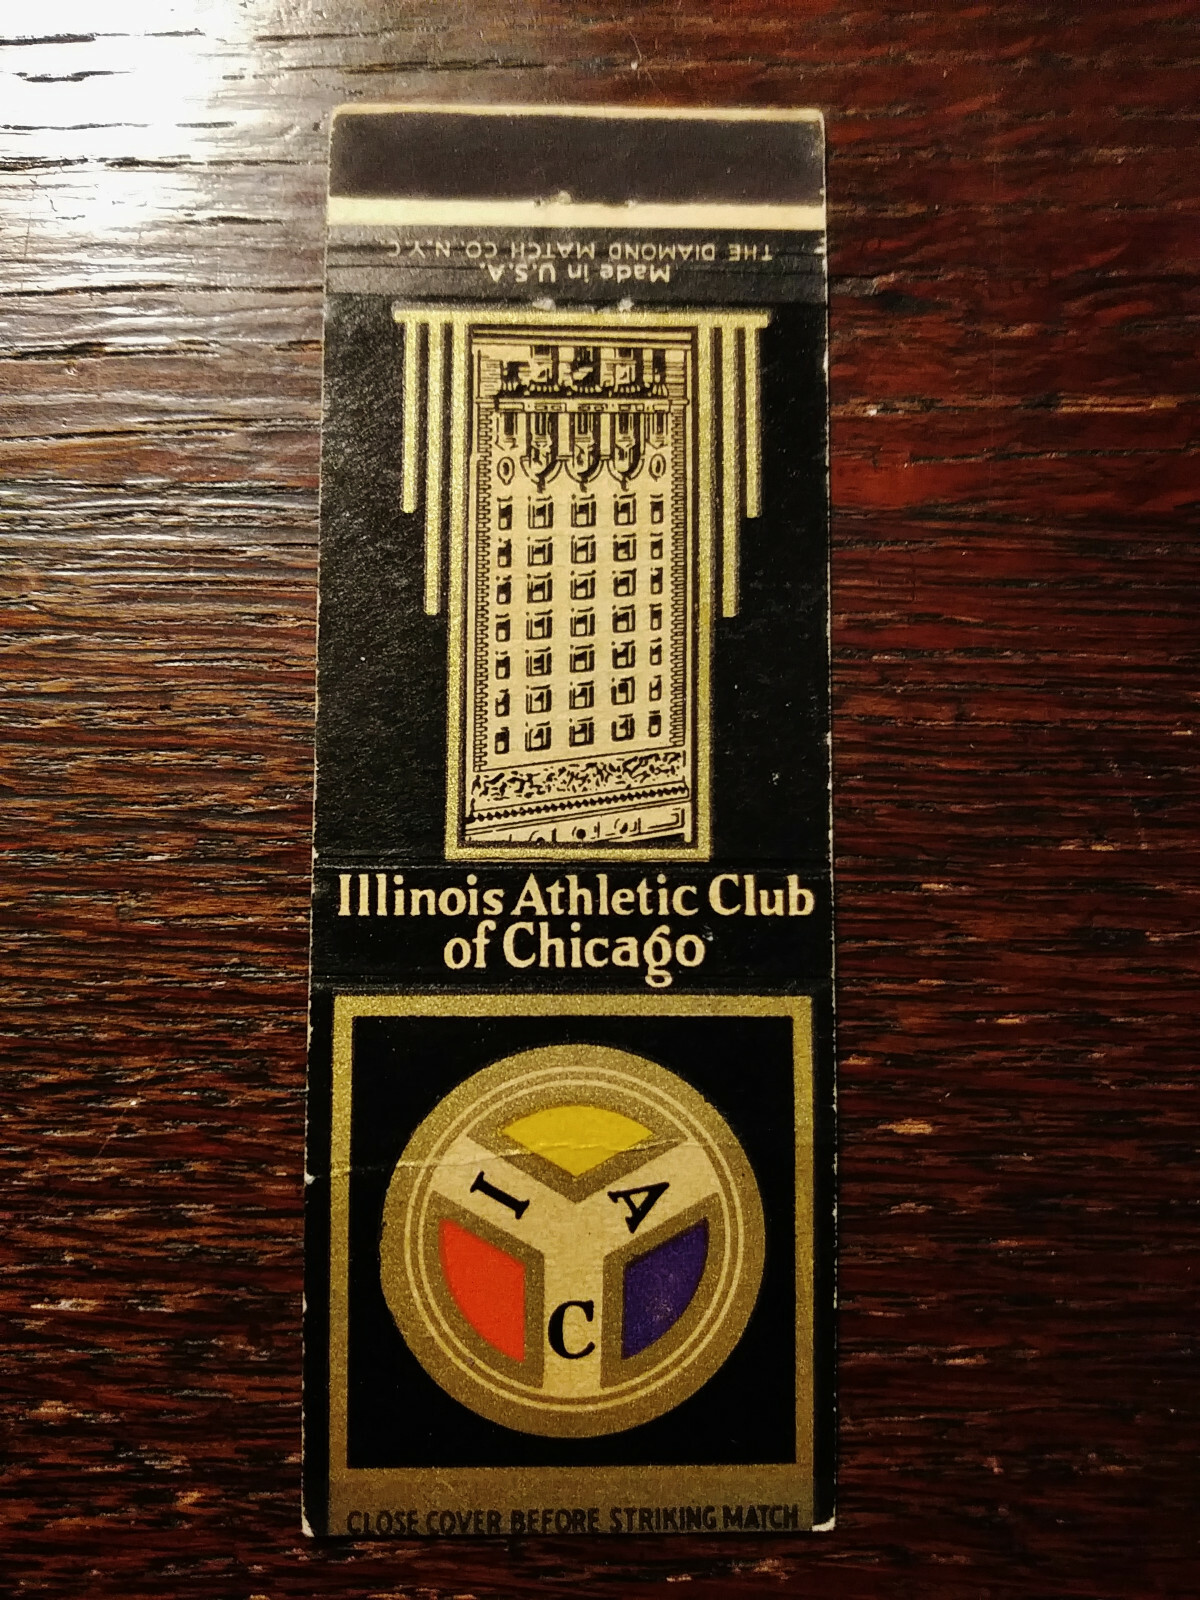 THE DIAMOND MATCH CO. N.Y.C
Made in U.S.A.
Illinois Athletic Club
of Chicago
I A
C
CLOSE COVER BEFORE STRIKING MATCH